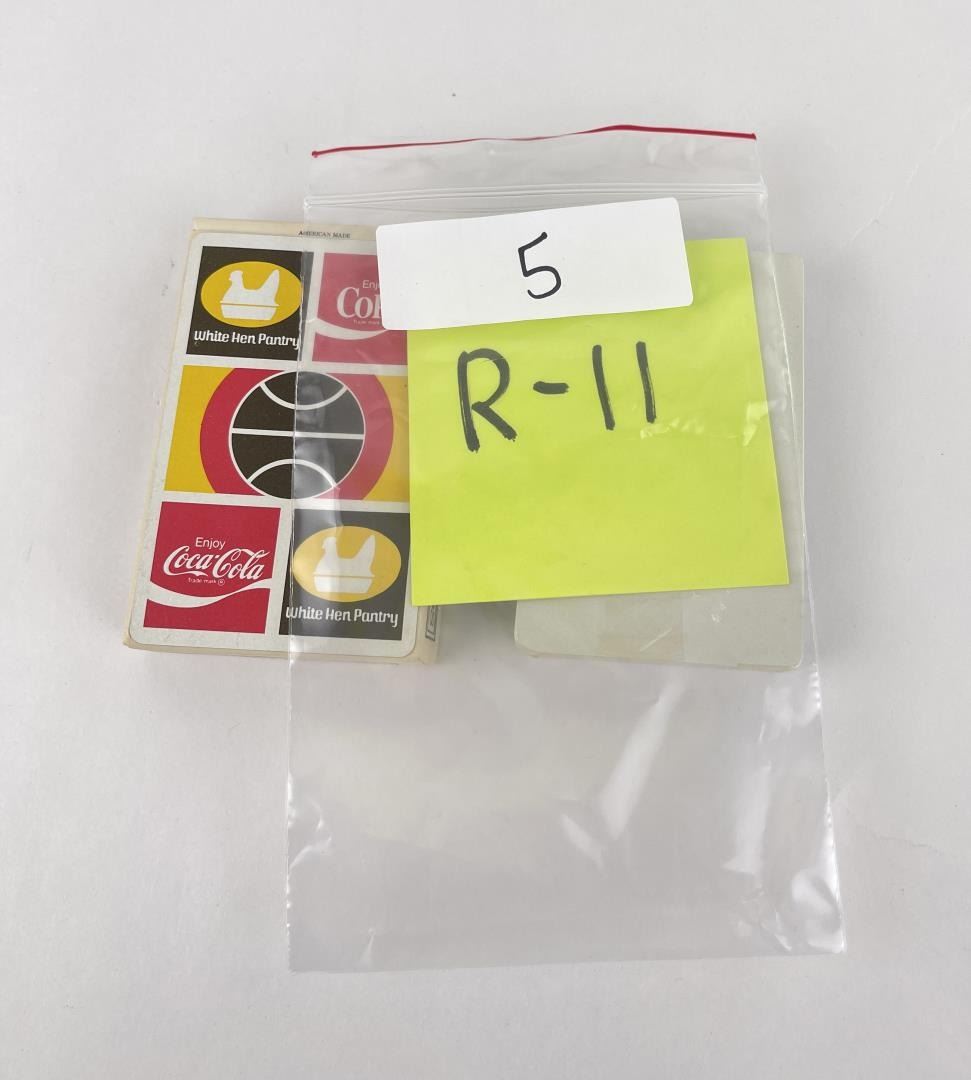 AMERICAN MADE
5
White Hen Pantry
R-11
Enjoy
Coca-Cola
Trade mark ®
White Hen Pantry